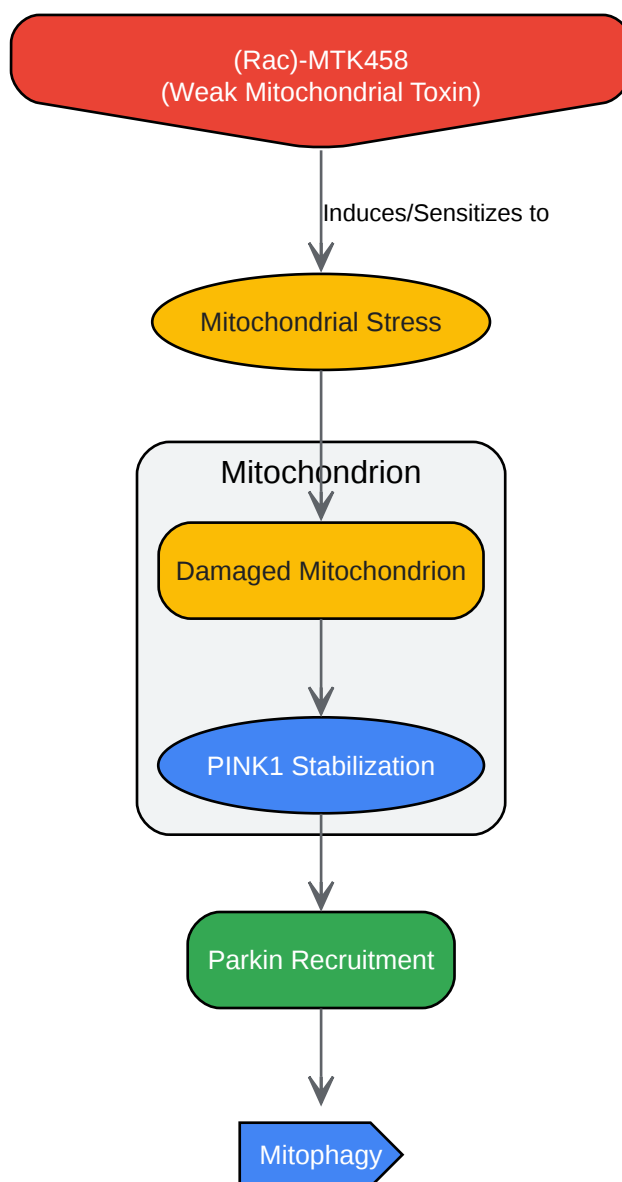 (Rac)-MTK458
(Weak Mitochondrial Toxin)
Induces/Sensitizes to
Mitochondrial Stress
Mitochondrion
Damaged Mitochondrion
PINK1 Stabilization
Parkin Recruitment
Mitophagy